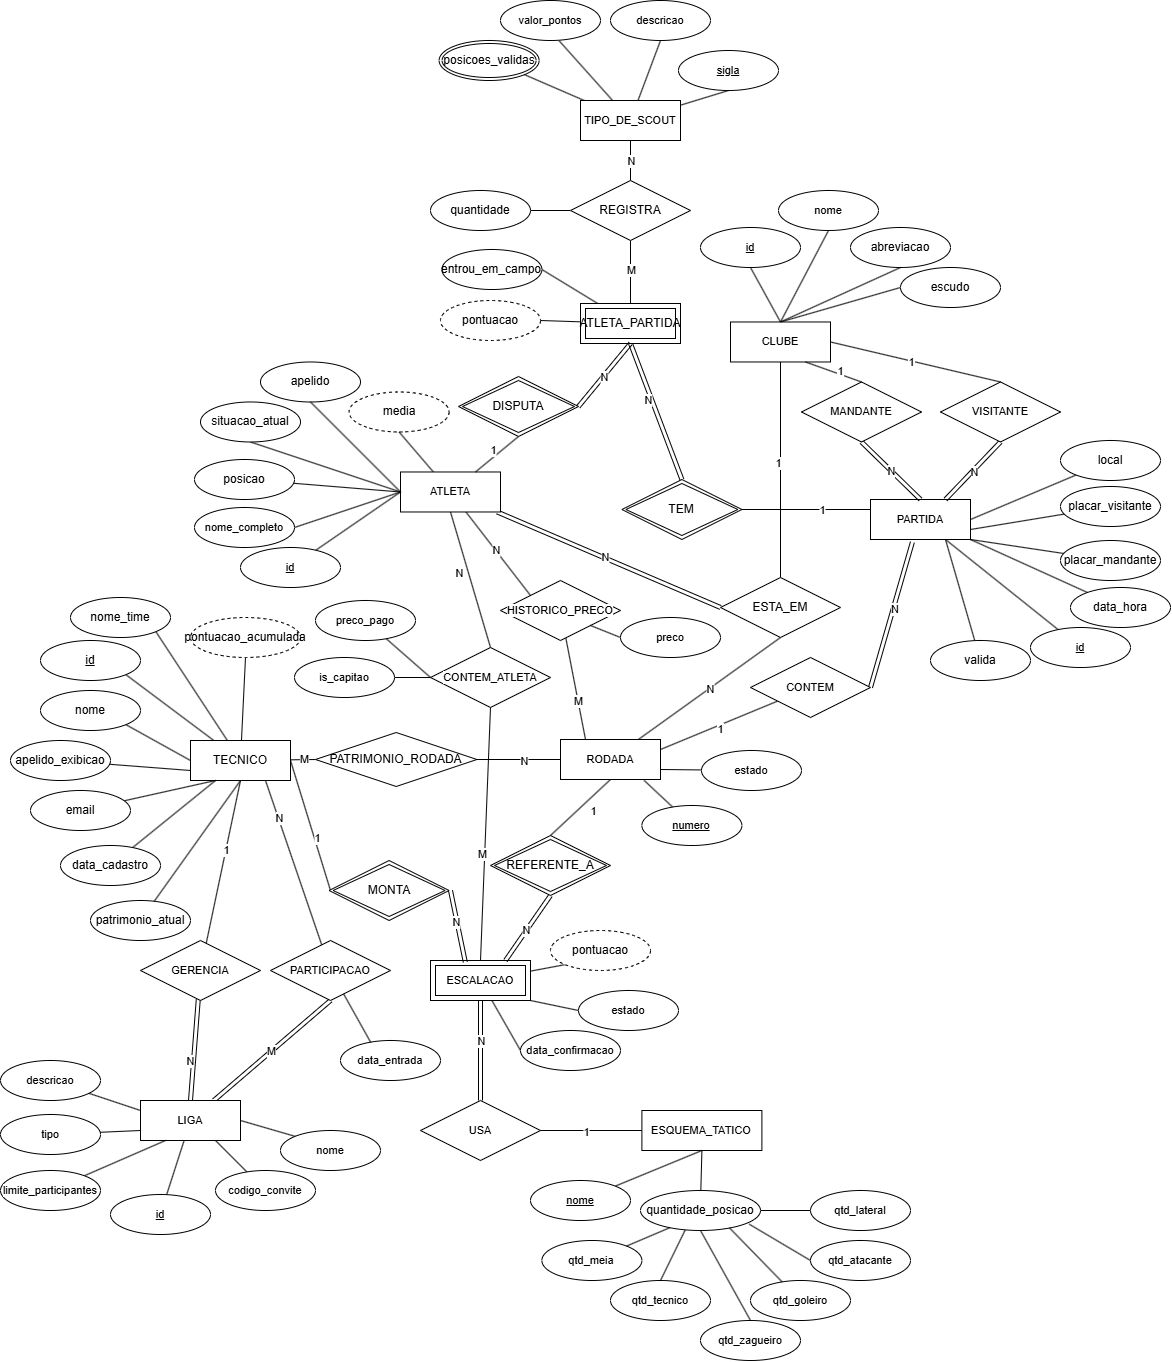 valor_pontos
descricao
posicoes_validas
sigla
TIPO_DE_SCOUT
N
quantidade
REGISTRA
nome
id
abreviacao
entrou_em_campo
M
escudo
pontuacao
ATLETA_PARTIDA
CLUBE
1
1
apelido
N
media
DISPUTA
N
MANDANTE
VISITANTE
situacao_atual
1
1
N
N
local
posicao
ATLETA
placar_visitante
TEM
1
PARTIDA
nome_completo
N
N
placar_mandante
id
N
HISTORICO_PRECO
ESTA_EM
N
data_hora
nome_time
preco_pago
pontuacao_acumulada
preco
id
id
valida
is_capitao
CONTEM_ATLETA
CONTEM
N
M
nome
1
apelido_exibicao
TECNICO
M
PATRIMONIO_RODADA
N
RODADA
estado
email
N
1
numero
1
1
M
data_cadastro
REFERENTE_A
MONTA
patrimonio_atual
N
N
pontuacao
GERENCIA
PARTICIPACAO
ESCALACAO
estado
N
M
N
data_confirmacao
data_entrada
descricao
LIGA
USA
1
ESQUEMA_TATICO
tipo
nome
limite_participantes
codigo_convite
nome
id
quantidade_posicao
qtd_lateral
qtd_meia
qtd_atacante
qtd_tecnico
qtd_goleiro
qtd_zagueiro